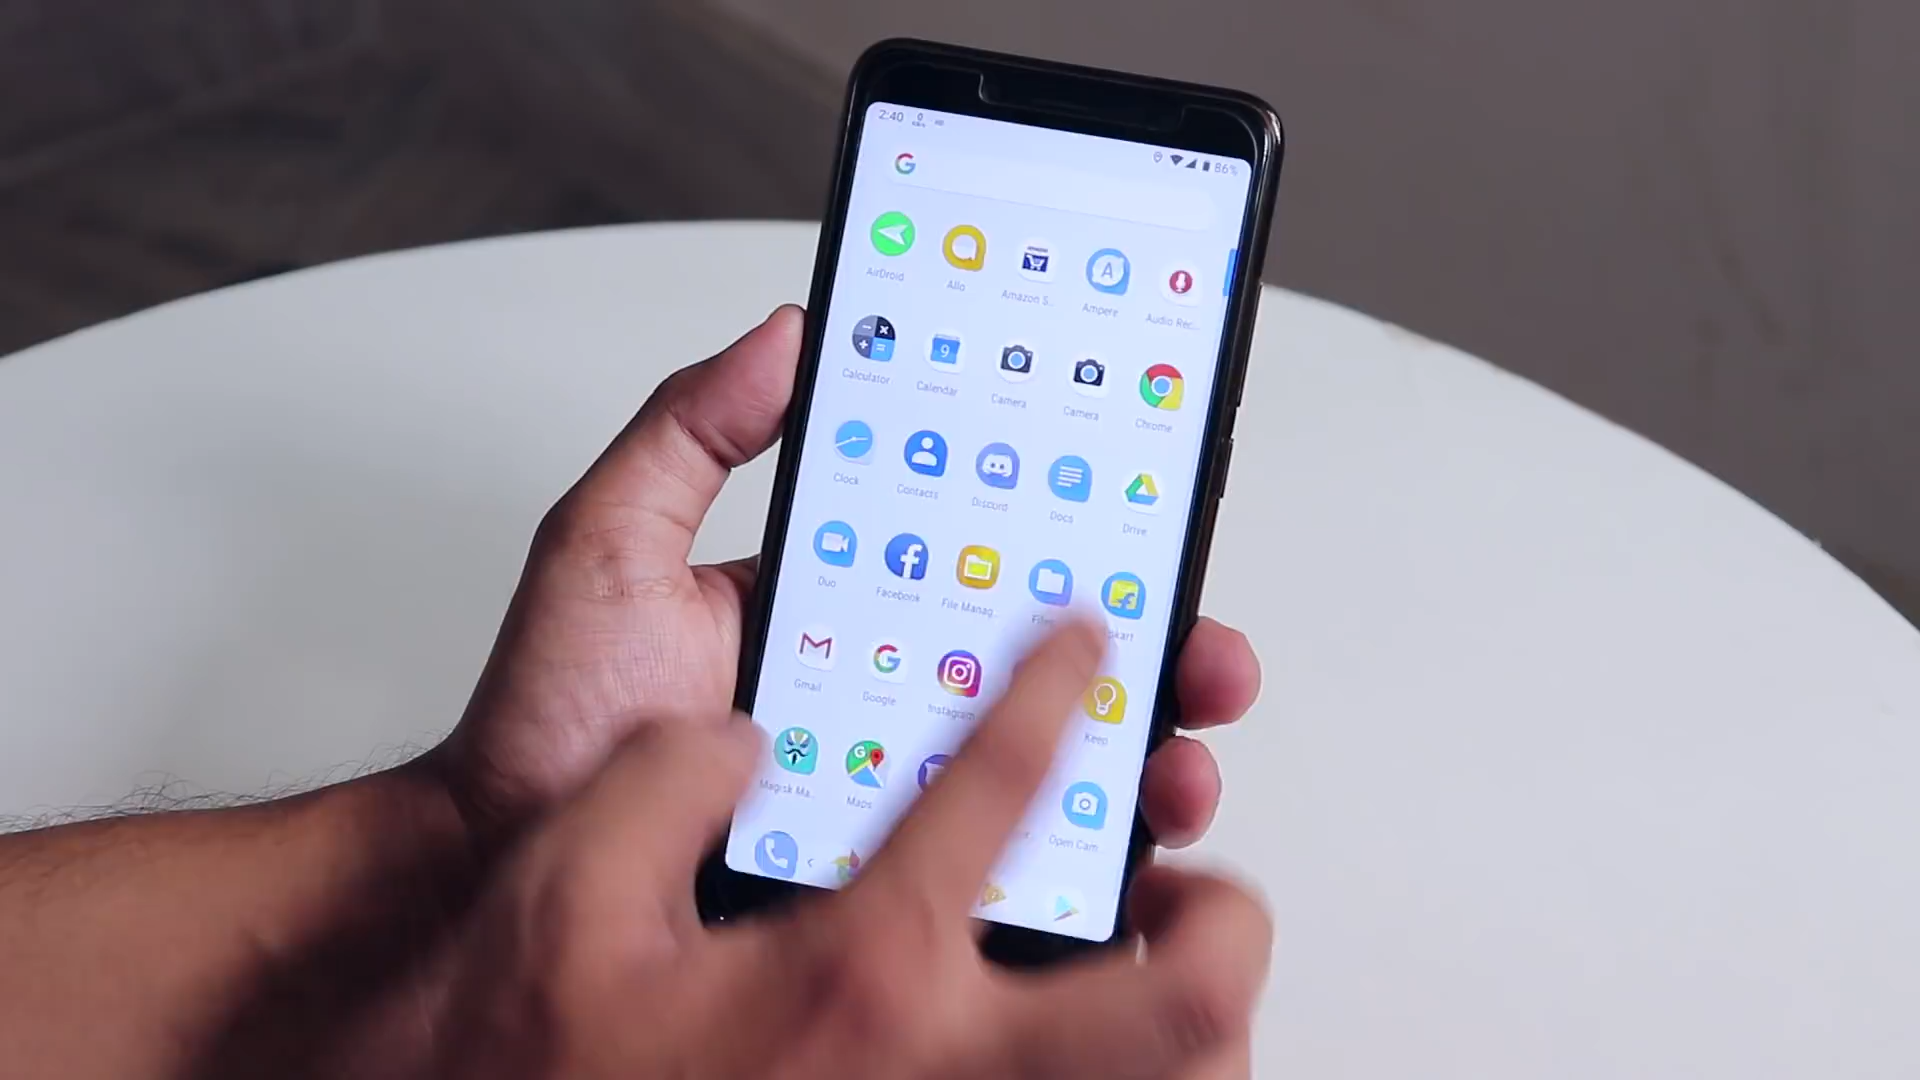 2:40
86%
AirDroid
Allo
Amazon S...
Ampere
Audio Rec...
Calculator
9
Calendar
Camera
Camera
Chrome
Clock
Contacts
Discord
Docs
Drive
Duo
Facebook
File Manag...
Gmail
Google
Instagram
Keep
Magisk Ma...
Maps
Open Cam